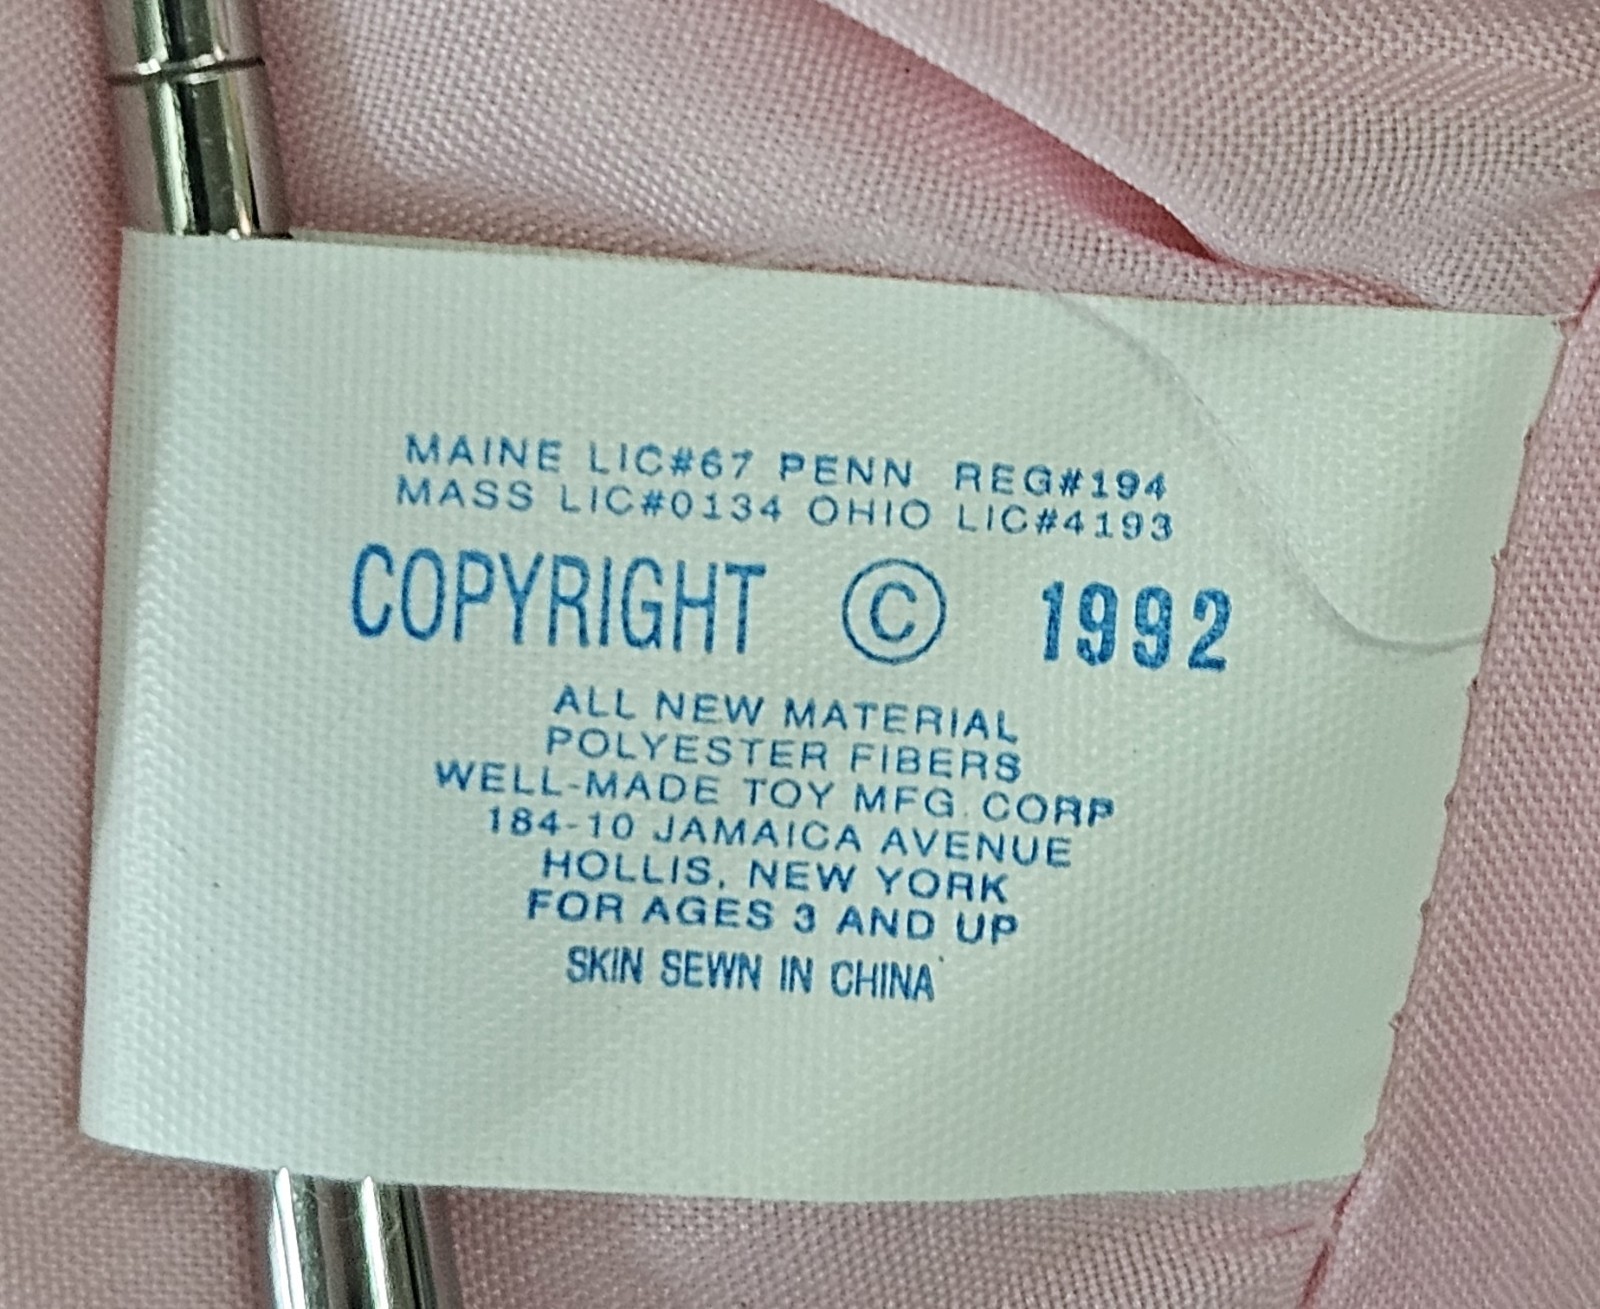 MAINE LIC#67 PENN REG#194
MASS LIC#0134 OHIO LIC#4193
COPYRIGHT © 1992
ALL NEW MATERIAL
POLYESTER FIBERS
WELL-MADE TOY MFG. CORP
184-10 JAMAICA AVENUE
HOLLIS, NEW YORK
FOR AGES 3 AND UP
SKIN SEWN IN CHINA